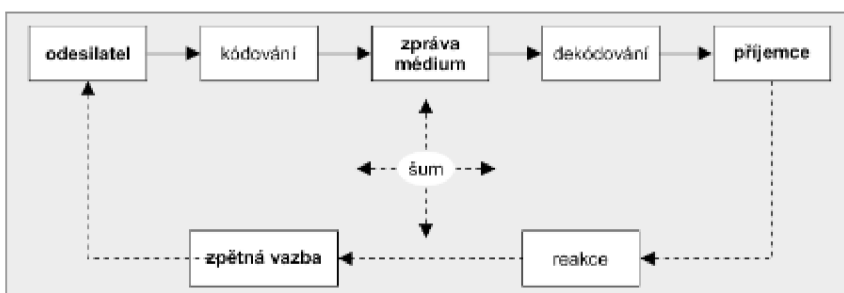 odesilatel
kódování
zpráva
médium
dekódování
příjemce
šum
zpětná vazba
reakce